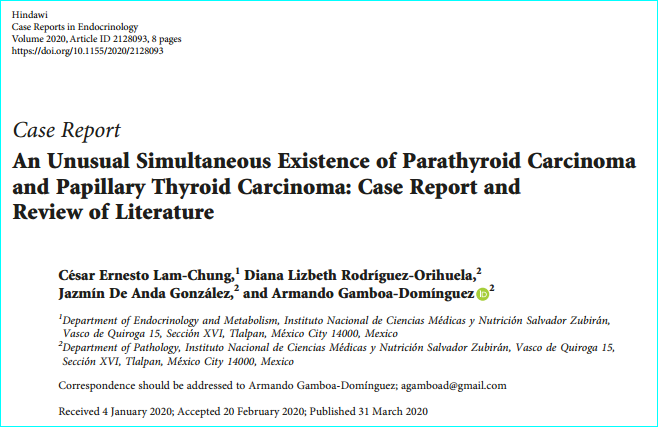 Hindawi
Case Reports in Endocrinology
Volume 2020, Article ID 2128093, 8 pages
https://doi.org/10.1155/2020/2128093
Case Report
An Unusual Simultaneous Existence of Parathyroid Carcinoma
and Papillary Thyroid Carcinoma: Case Report and
Review of Literature
César Ernesto Lam-Chung,1 Diana Lizbeth Rodríguez-Orihuela,2
Jazmín De Anda González,2 and Armando Gamboa-Domínguez iD 2
1Department of Endocrinology and Metabolism, Instituto Nacional de Ciencias Médicas y Nutrición Salvador Zubirán,
Vasco de Quiroga 15, Sección XVI, Tlalpan, México City 14000, Mexico
2Department of Pathology, Instituto Nacional de Ciencias Médicas y Nutrición Salvador Zubirán, Vasco de Quiroga 15,
Sección XVI, Tlalpan, México City 14000, Mexico
Correspondence should be addressed to Armando Gamboa-Domínguez; agamboad@gmail.com
Received 4 January 2020; Accepted 20 February 2020; Published 31 March 2020